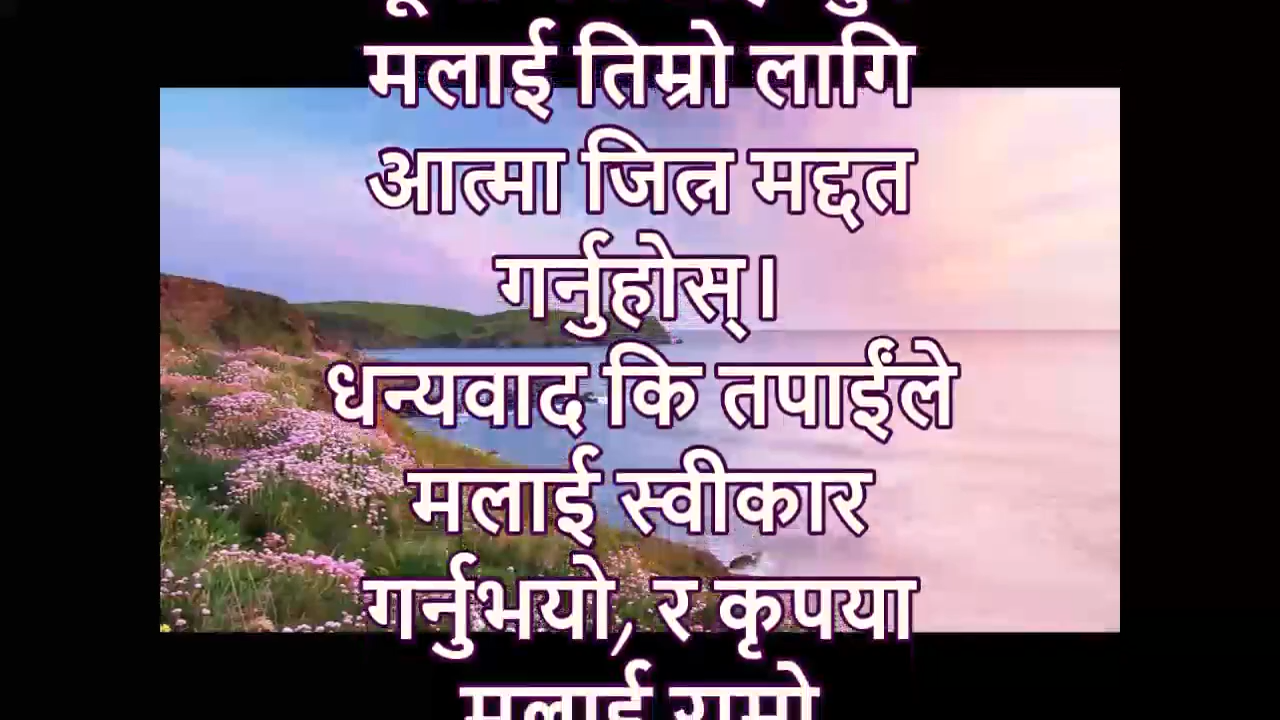 मलाई तिम्रो लागि
आत्मा जित्न मद्दत
गर्नुहोस्।
धन्यवाद कि तपाईंले
मलाई स्वीकार
गर्नुभयो, र कृपया
मलाई राम्रो